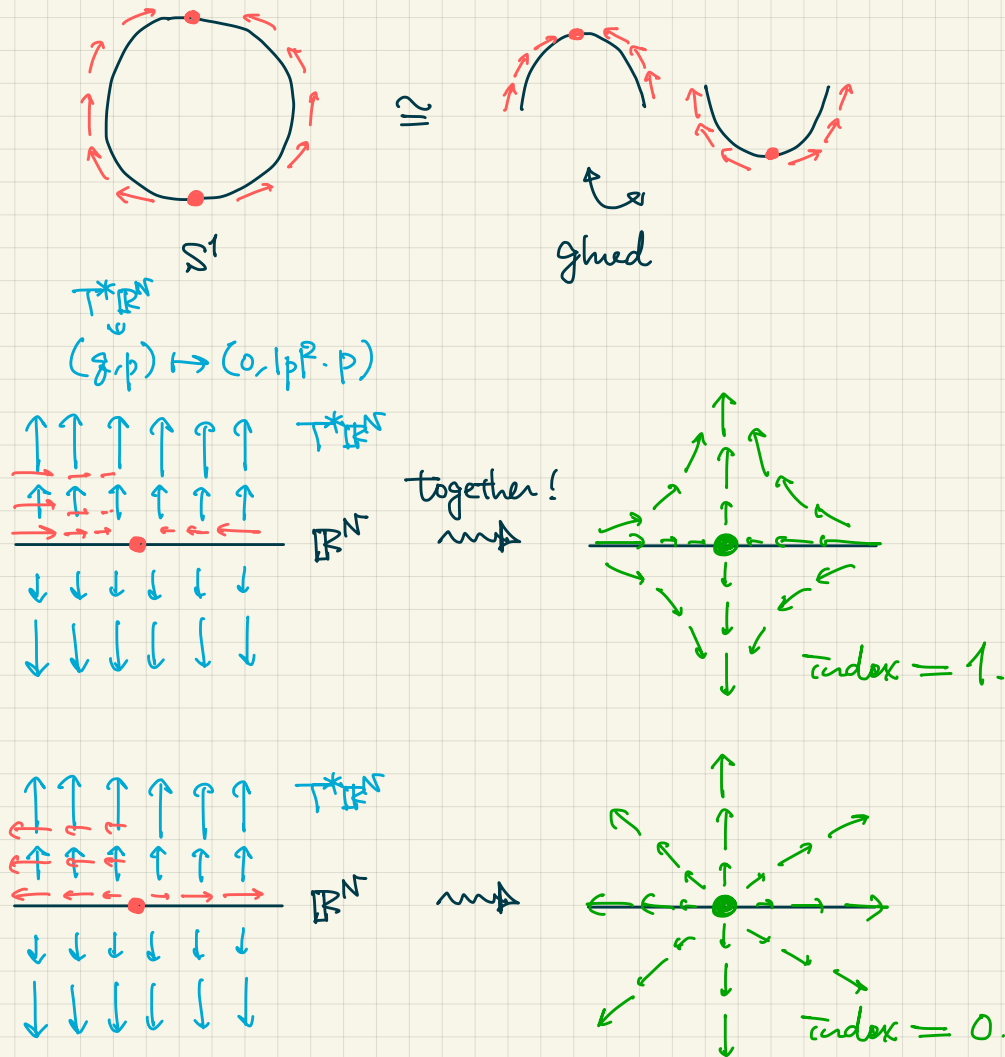 ≅
S¹
glued
T*ℝᴺ
(q,p) ↦ (0, |p|²·p)
T*ℝᴺ
together!
ℝᴺ
index = 1.
T*ℝᴺ
ℝᴺ
index = 0.